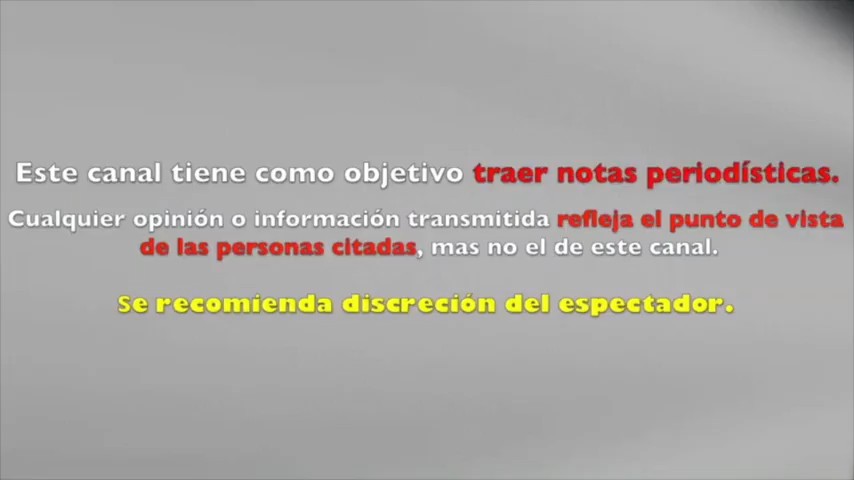 Este canal tiene como objetivo traer notas periodísticas.
Cualquier opinión o información transmitida refleja el punto de vista
de las personas citadas, mas no el de este canal.
Se recomienda discreción del espectador.